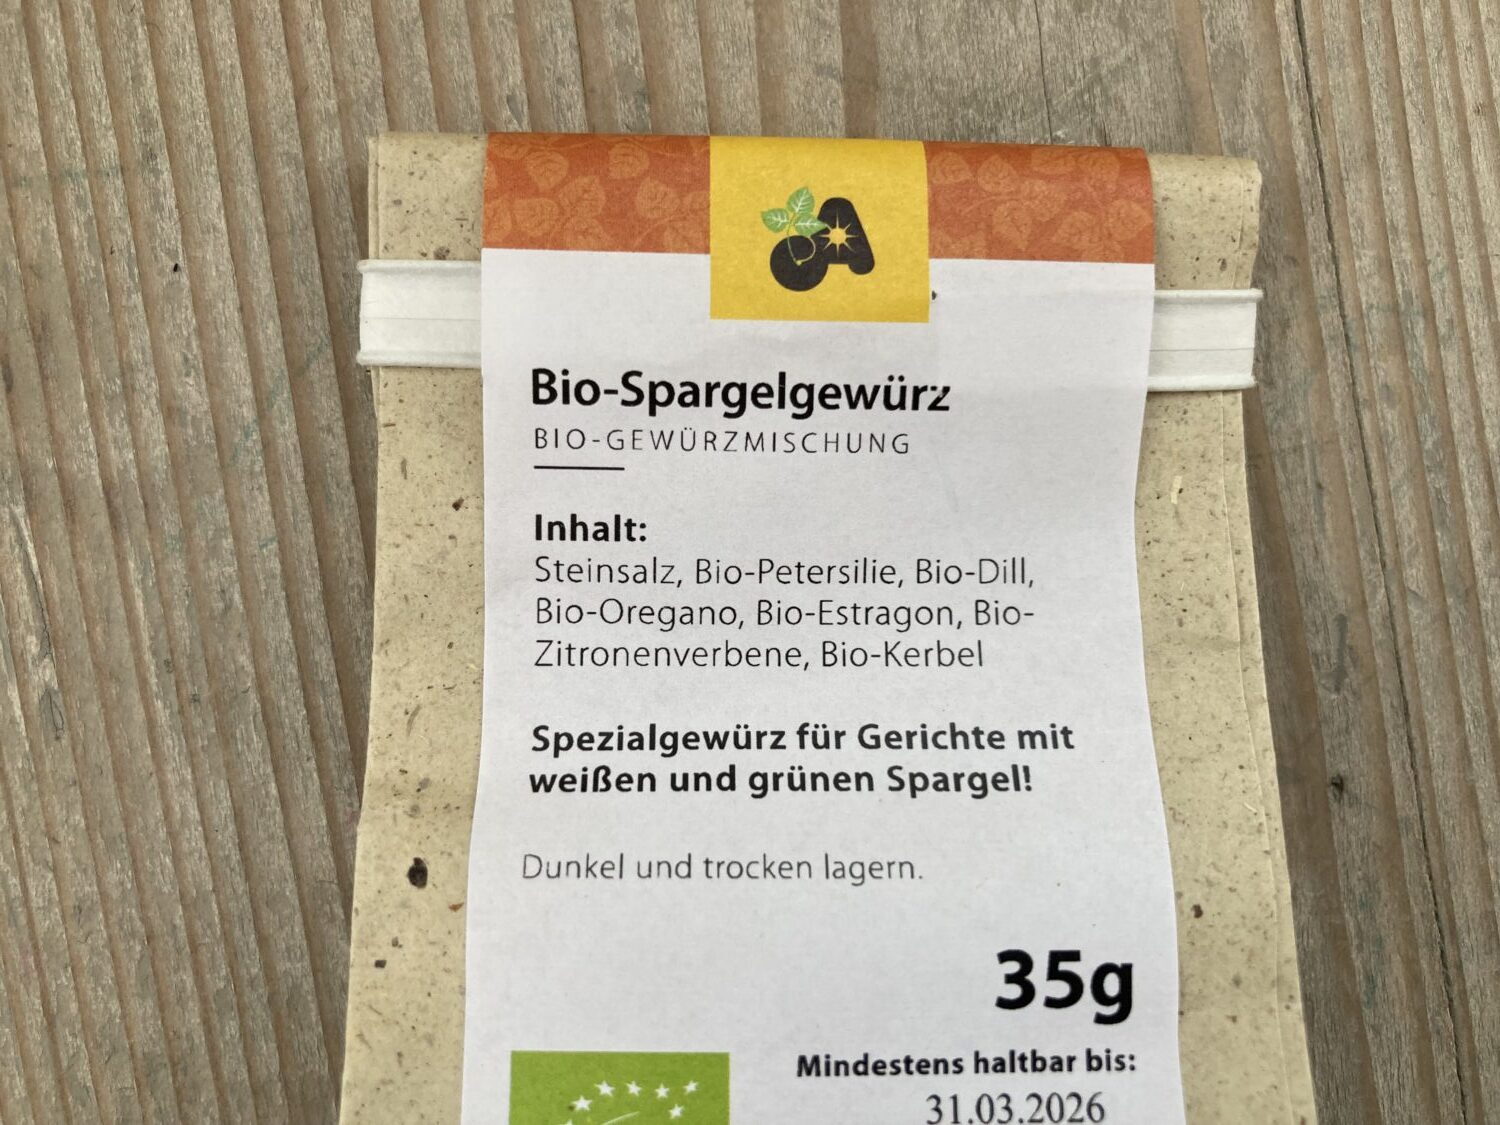 Bio-Spargelgewürz
BIO-GEWÜRZMISCHUNG
Inhalt:
Steinsalz, Bio-Petersilie, Bio-Dill,
Bio-Oregano, Bio-Estragon, Bio-
Zitronenverbene, Bio-Kerbel
Spezialgewürz für Gerichte mit
weißen und grünen Spargel!
Dunkel und trocken lagern.
35g
Mindestens haltbar bis:
31.03.2026